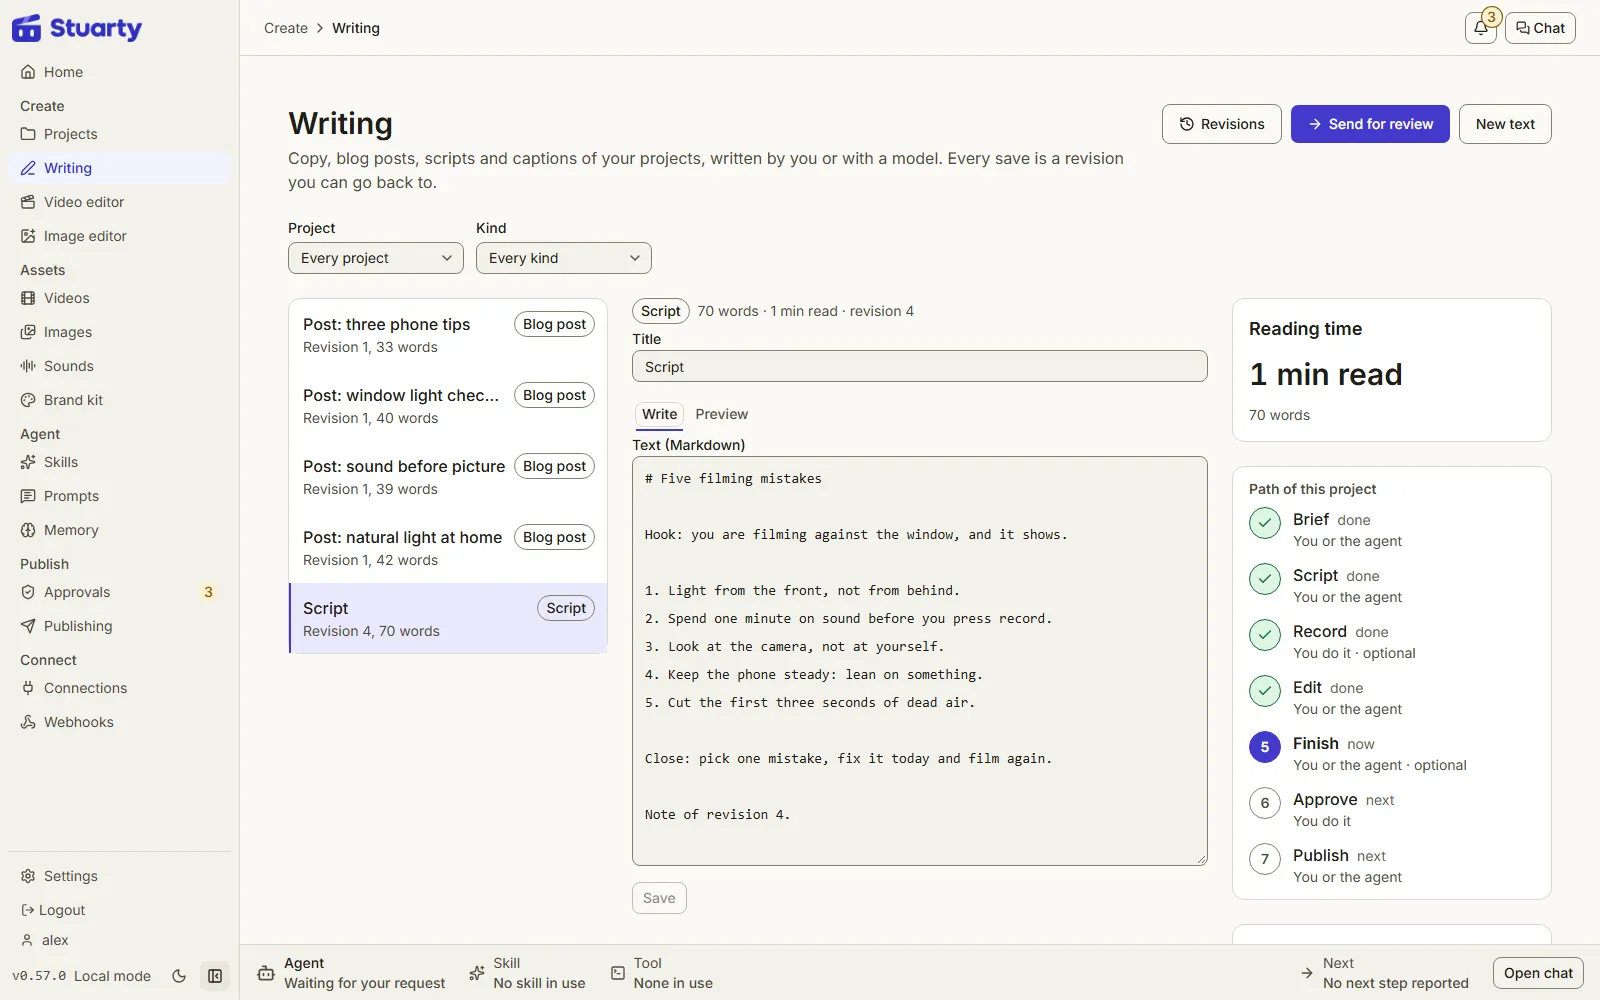 Stuarty
Home
Create
Projects
Writing
Video editor
Image editor
Assets
Videos
Images
Sounds
Brand kit
Agent
Skills
Prompts
Memory
Publish
Approvals 3
Publishing
Connect
Connections
Webhooks
Settings
Logout
alex
v0.57.0 Local mode
Create > Writing
3
Chat
Writing
Copy, blog posts, scripts and captions of your projects, written by you or with a model. Every save is a revision
you can go back to.
Revisions
Send for review
New text
Project
Every project
Kind
Every kind
Post: three phone tips Blog post
Revision 1, 33 words
Post: window light chec... Blog post
Revision 1, 40 words
Post: sound before picture Blog post
Revision 1, 39 words
Post: natural light at home Blog post
Revision 1, 42 words
Script Script
Revision 4, 70 words
Script 70 words · 1 min read · revision 4
Title
Script
Write Preview
Text (Markdown)
# Five filming mistakes
Hook: you are filming against the window, and it shows.
1. Light from the front, not from behind.
2. Spend one minute on sound before you press record.
3. Look at the camera, not at yourself.
4. Keep the phone steady: lean on something.
5. Cut the first three seconds of dead air.
Close: pick one mistake, fix it today and film again.
Note of revision 4.
Save
Reading time
1 min read
70 words
Path of this project
Brief done
You or the agent
Script done
You or the agent
Record done
You do it · optional
Edit done
You or the agent
5 Finish now
You or the agent · optional
6 Approve next
You do it
7 Publish next
You or the agent
Agent
Waiting for your request
Skill
No skill in use
Tool
None in use
Next
No next step reported
Open chat